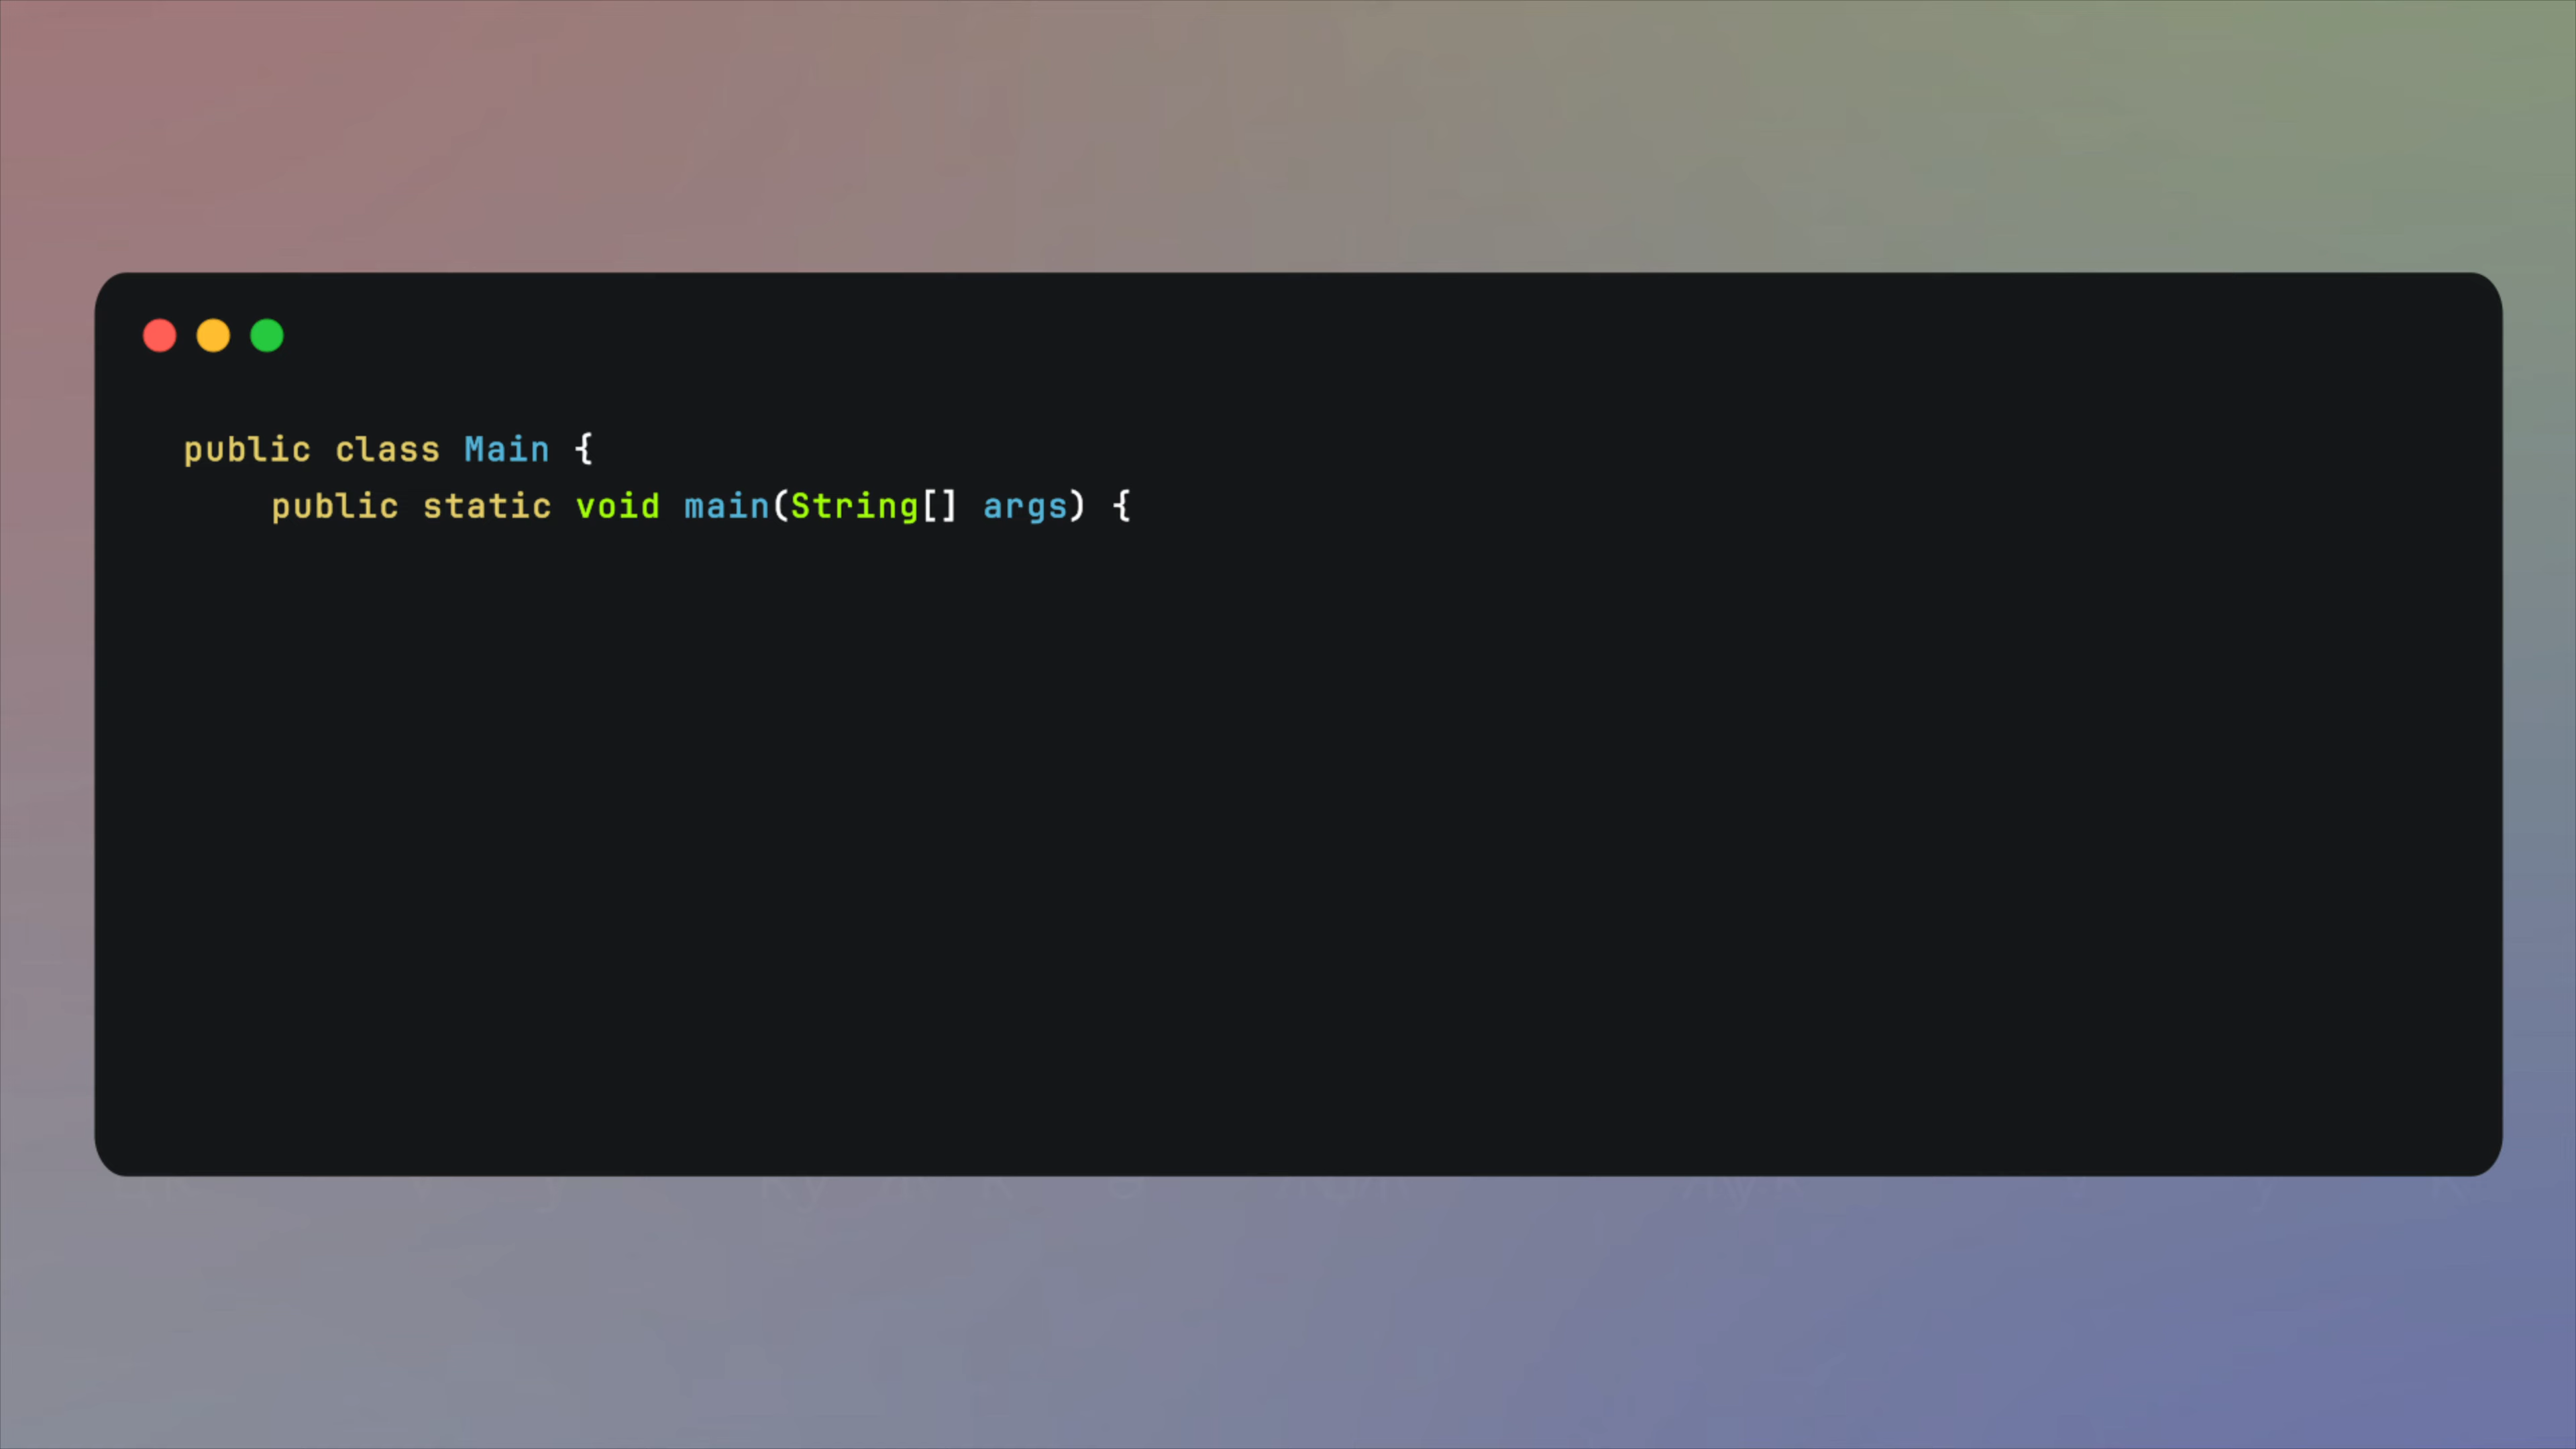 public class Main {
    public static void main(String[] args) {